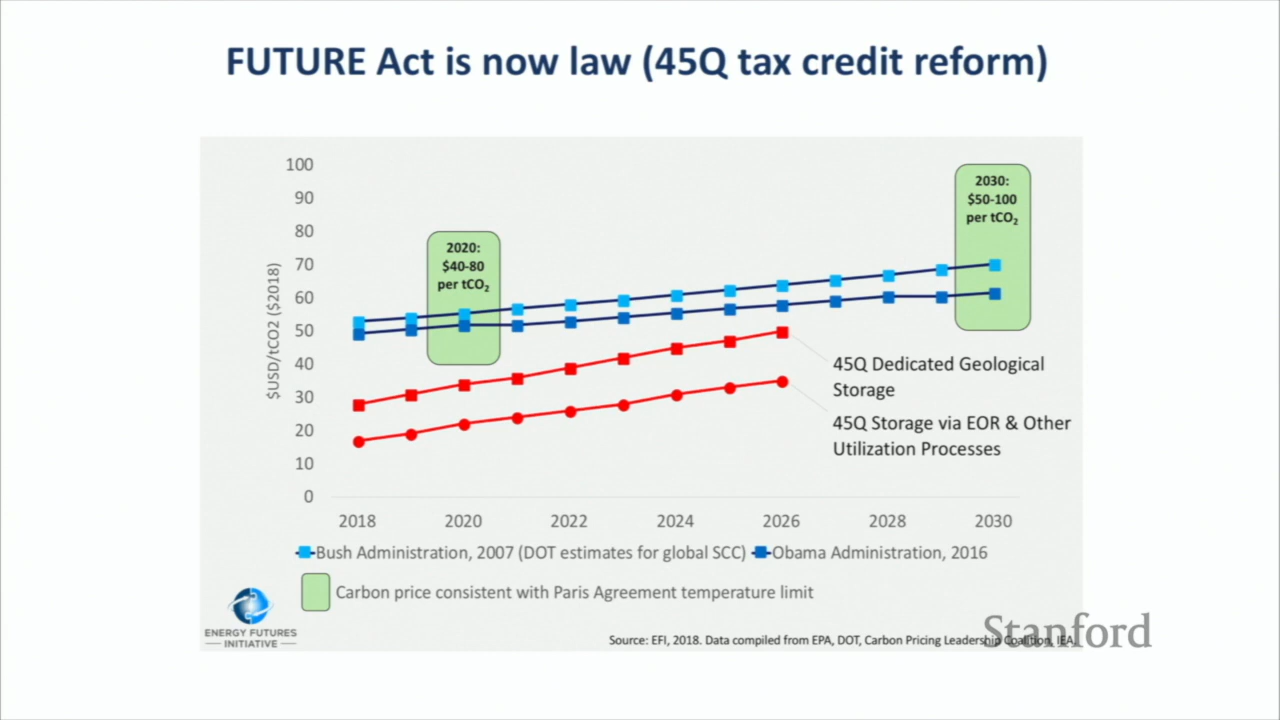 FUTURE Act is now law (45Q tax credit reform)
100
90
80
70
60
50
40
30
20
10
0
$USD/tCO2 ($2018)
2020:
$40-80
per tCO₂
2030:
$50-100
per tCO₂
45Q Dedicated Geological
Storage
45Q Storage via EOR & Other
Utilization Processes
2018 2020 2022 2024 2026 2028 2030
Bush Administration, 2007 (DOT estimates for global SCC) Obama Administration, 2016
Carbon price consistent with Paris Agreement temperature limit
ENERGY FUTURES
INITIATIVE
Source: EFI, 2018. Data compiled from EPA, DOT, Carbon Pricing Leadership Coalition, IEA.
Stanford